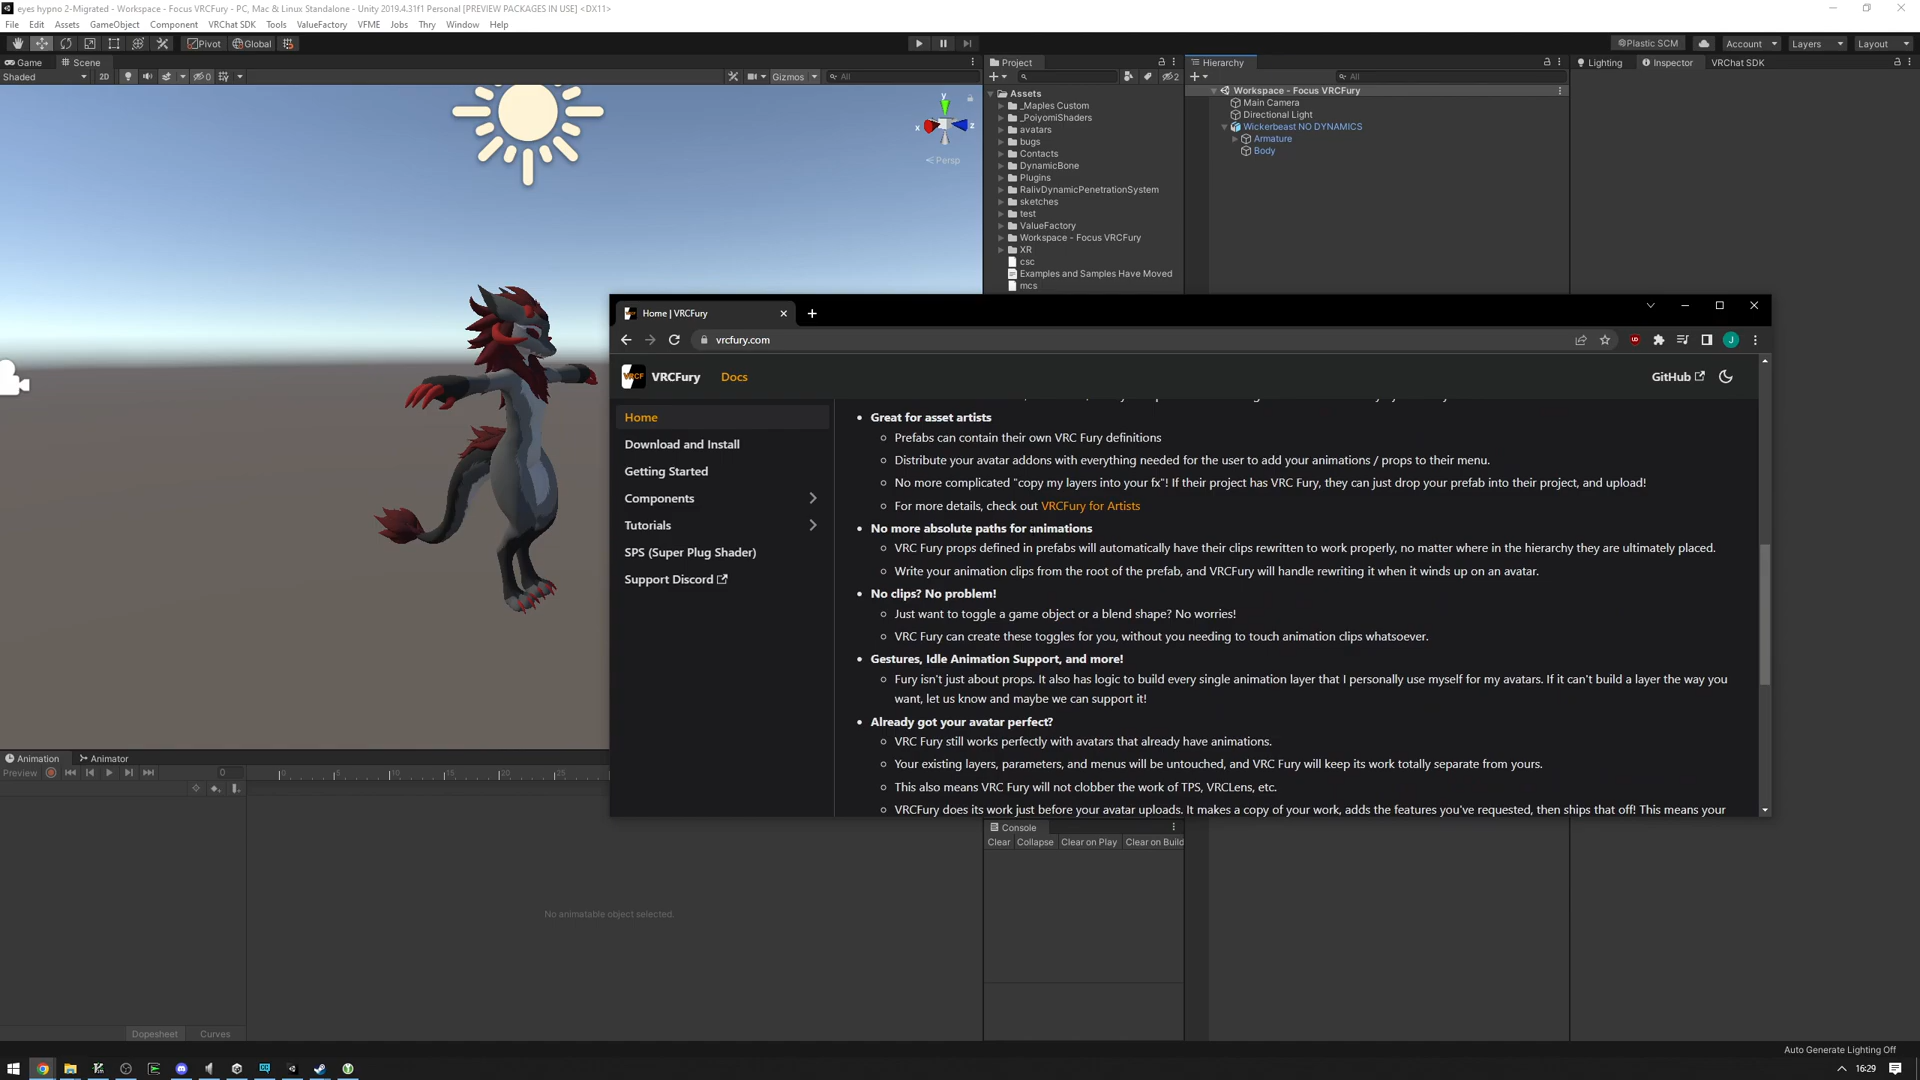 eyes hypno 2-Migrated - Workspace - Focus VRCFury - PC, Mac & Linux Standalone - Unity 2019.4.31f1 Personal [PREVIEW PACKAGES IN USE] <DX11>
File Edit Assets GameObject Component VRChat SDK Tools ValueFactory VFME Jobs Thry Window Help
Pivot Global Plastic SCM Account Layers Layout
Game Scene
Shaded 2D 0 Gizmos All
y x z
Persp
Project
2
Assets
_Maples Custom
_PoiyomiShaders
avatars
bugs
Contacts
DynamicBone
Plugins
RalivDynamicPenetrationSystem
sketches
test
ValueFactory
Workspace - Focus VRCFury
XR
csc
Examples and Samples Have Moved
mcs
Hierarchy
All
Workspace - Focus VRCFury
Main Camera
Directional Light
Wickerbeast NO DYNAMICS
Armature
Body
Lighting Inspector VRChat SDK
Home | VRCFury
vrcfury.com
J
VRCF VRCFury Docs GitHub
Home
Download and Install
Getting Started
Components
Tutorials
SPS (Super Plug Shader)
Support Discord
Great for asset artists
Prefabs can contain their own VRC Fury definitions
Distribute your avatar addons with everything needed for the user to add your animations / props to their menu.
No more complicated "copy my layers into your fx"! If their project has VRC Fury, they can just drop your prefab into their project, and upload!
For more details, check out VRCFury for Artists
No more absolute paths for animations
VRC Fury props defined in prefabs will automatically have their clips rewritten to work properly, no matter where in the hierarchy they are ultimately placed.
Write your animation clips from the root of the prefab, and VRCFury will handle rewriting it when it winds up on an avatar.
No clips? No problem!
Just want to toggle a game object or a blend shape? No worries!
VRC Fury can create these toggles for you, without you needing to touch animation clips whatsoever.
Gestures, Idle Animation Support, and more!
Fury isn't just about props. It also has logic to build every single animation layer that I personally use myself for my avatars. If it can't build a layer the way you
want, let us know and maybe we can support it!
Already got your avatar perfect?
VRC Fury still works perfectly with avatars that already have animations.
Your existing layers, parameters, and menus will be untouched, and VRC Fury will keep its work totally separate from yours.
This also means VRC Fury will not clobber the work of TPS, VRCLens, etc.
VRCFury does its work just before your avatar uploads. It makes a copy of your work, adds the features you've requested, then ships that off! This means your
Animation Animator
Preview 0 0 5 10 15 20 25
No animatable object selected.
Dopesheet Curves
Console
Clear Collapse Clear on Play Clear on Build
Auto Generate Lighting Off
16:29